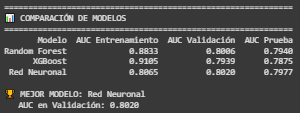 📊 COMPARACIÓN DE MODELOS
Modelo AUC Entrenamiento AUC Validación AUC Prueba
Random Forest 0.8833 0.8006 0.7940
XGBoost 0.9105 0.7939 0.7875
Red Neuronal 0.8065 0.8020 0.7977
🏆 MEJOR MODELO: Red Neuronal
AUC en Validación: 0.8020